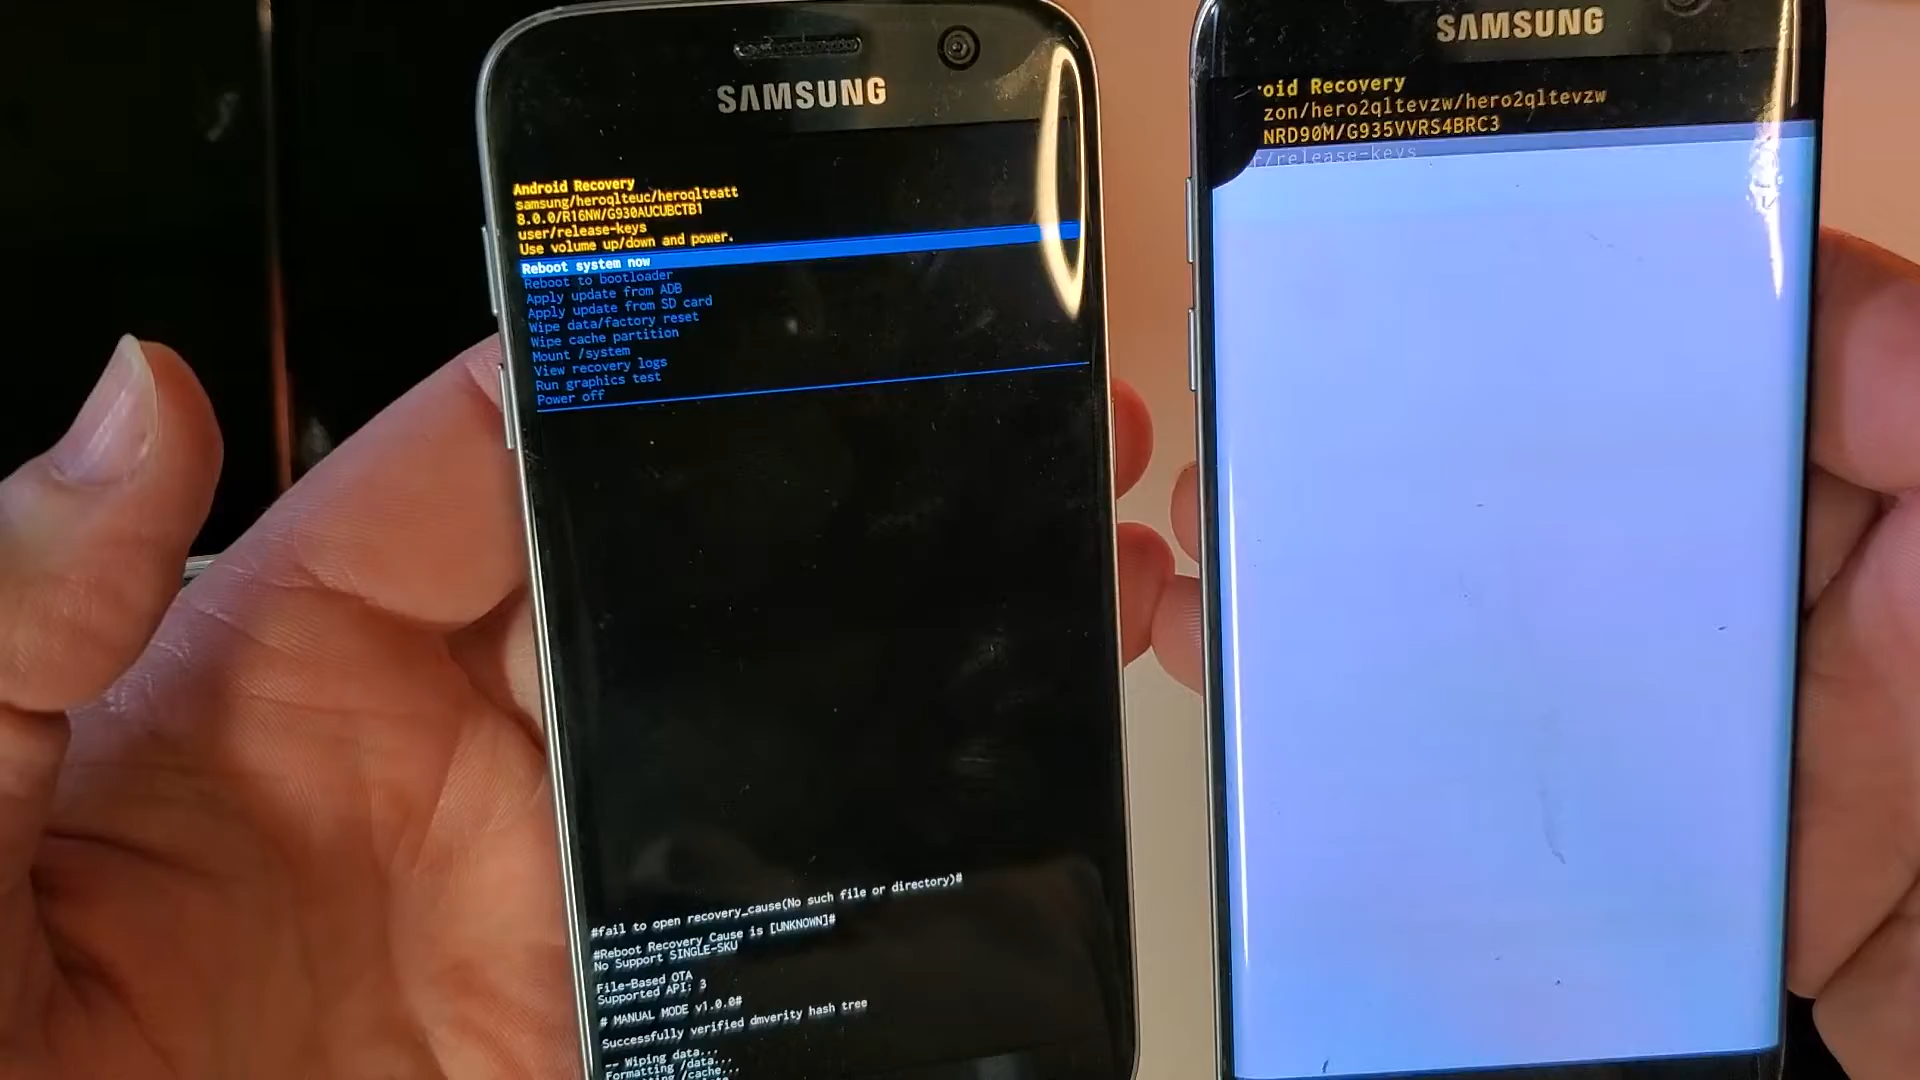 SAMSUNG
Android Recovery
samsung/heroqlteuc/heroqlteatt
8.0.0/R16NW/G930AUCUBCTB1
user/release-keys
Use volume up/down and power.
Reboot system now
Reboot to bootloader
Apply update from ADB
Apply update from SD card
Wipe data/factory reset
Wipe cache partition
Mount /system
View recovery logs
Run graphics test
Power off
#fail to open recovery_cause(No such file or directory)#
#Reboot Recovery Cause is [UNKNOWN]#
No Support SINGLE-SKU
File-Based OTA
Supported API: 3
# MANUAL MODE v1.0.0#
Successfully verified dmverity hash tree
-- Wiping data...
Formatting /data...
/cache...
SAMSUNG
oid Recovery
zon/hero2qltevzw/hero2qltevzw
NRD90M/G935VVRS4BRC3
r/release-keys